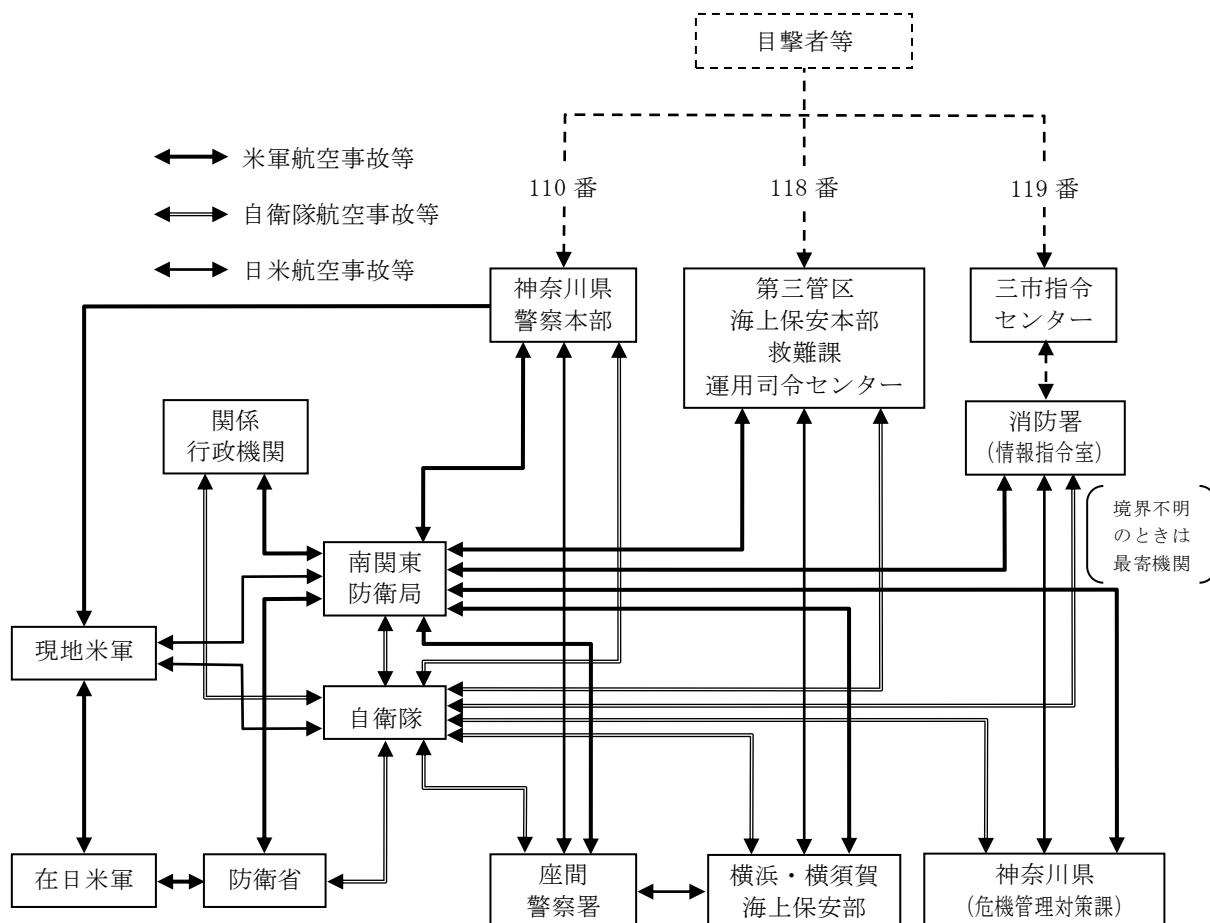 目撃者等
米軍航空事故等
自衛隊航空事故等
日米航空事故等
110 番
118 番
119 番
神奈川県
警察本部
第三管区
海上保安本部
救難課
運用司令センター
三市指令
センター
関係
行政機関
消防署
(情報指令室)
境界不明
のときは
最寄機関
南関東
防衛局
現地米軍
自衛隊
在日米軍
防衛省
座間
警察署
横浜・横須賀
海上保安部
神奈川県
(危機管理対策課)